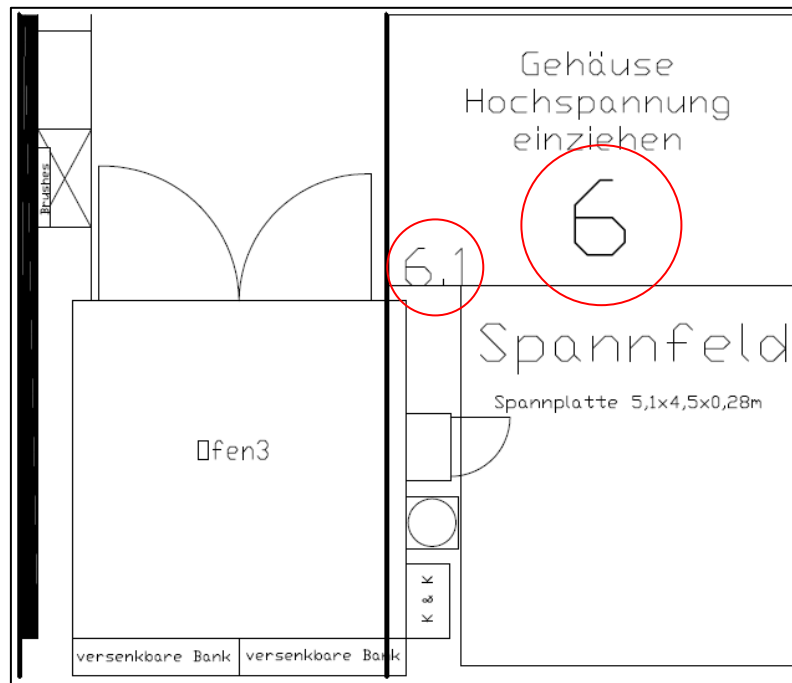 Gehäuse
Hochspannung
einziehen
6
Brushes
6.1
Spannfeld
Spannplatte 5,1x4,5x0,28m
▯fen3
K & K
versenkbare Bank
versenkbare Bank